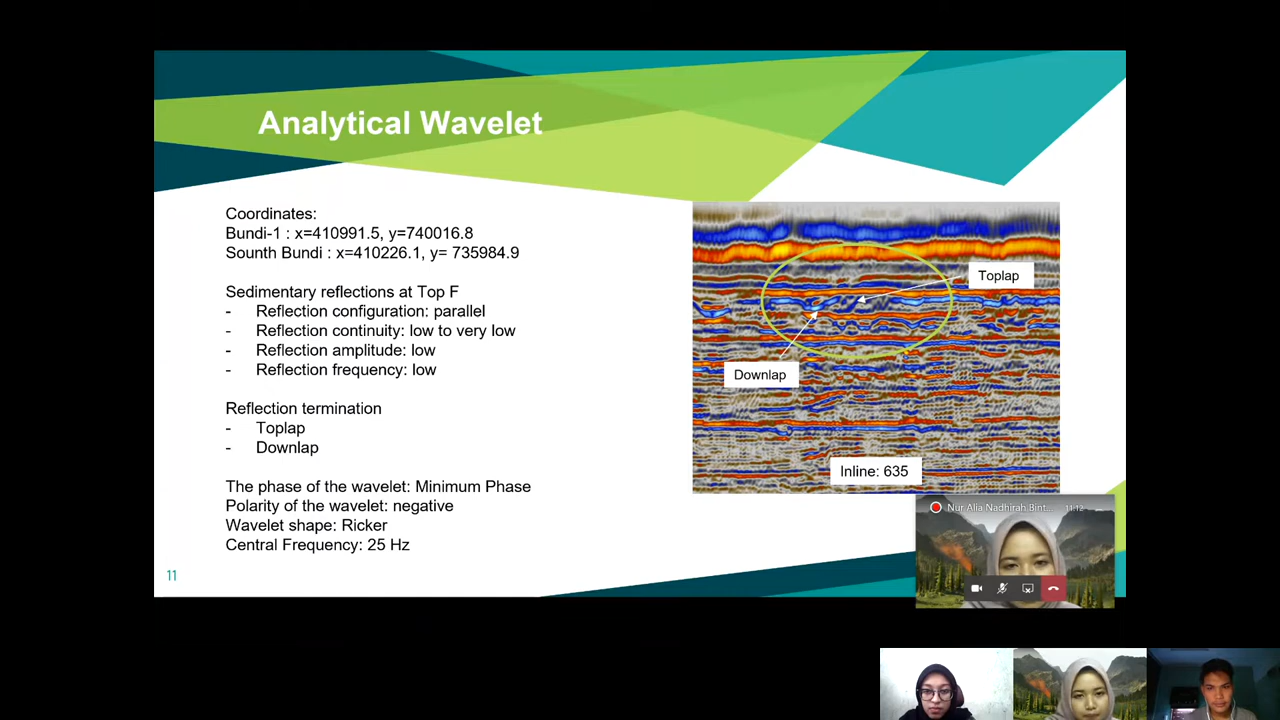 Analytical Wavelet
Coordinates:
Bundi-1 : x=410991.5, y=740016.8
Sounth Bundi : x=410226.1, y= 735984.9
Sedimentary reflections at Top F
- Reflection configuration: parallel
- Reflection continuity: low to very low
- Reflection amplitude: low
- Reflection frequency: low
Reflection termination
- Toplap
- Downlap
The phase of the wavelet: Minimum Phase
Polarity of the wavelet: negative
Wavelet shape: Ricker
Central Frequency: 25 Hz
11
Toplap
Downlap
Inline: 635
Nur Alia Nadhirah Bint... 11:12